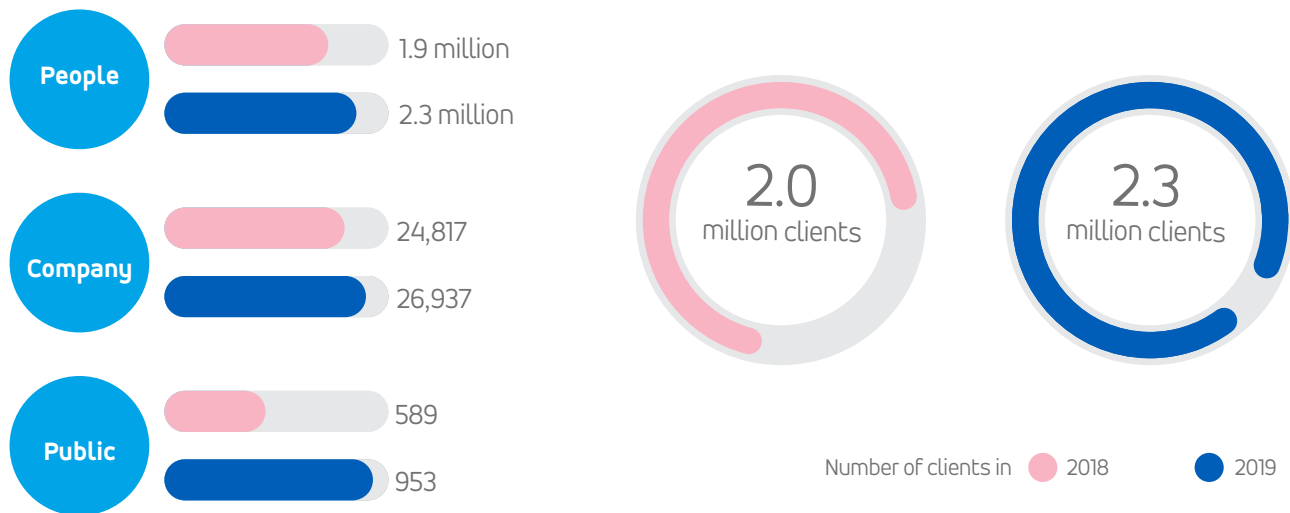 People
1.9 million
2.3 million
Company
24,817
26,937
Public
589
953
2.0
million clients
2.3
million clients
Number of clients in 2018 2019